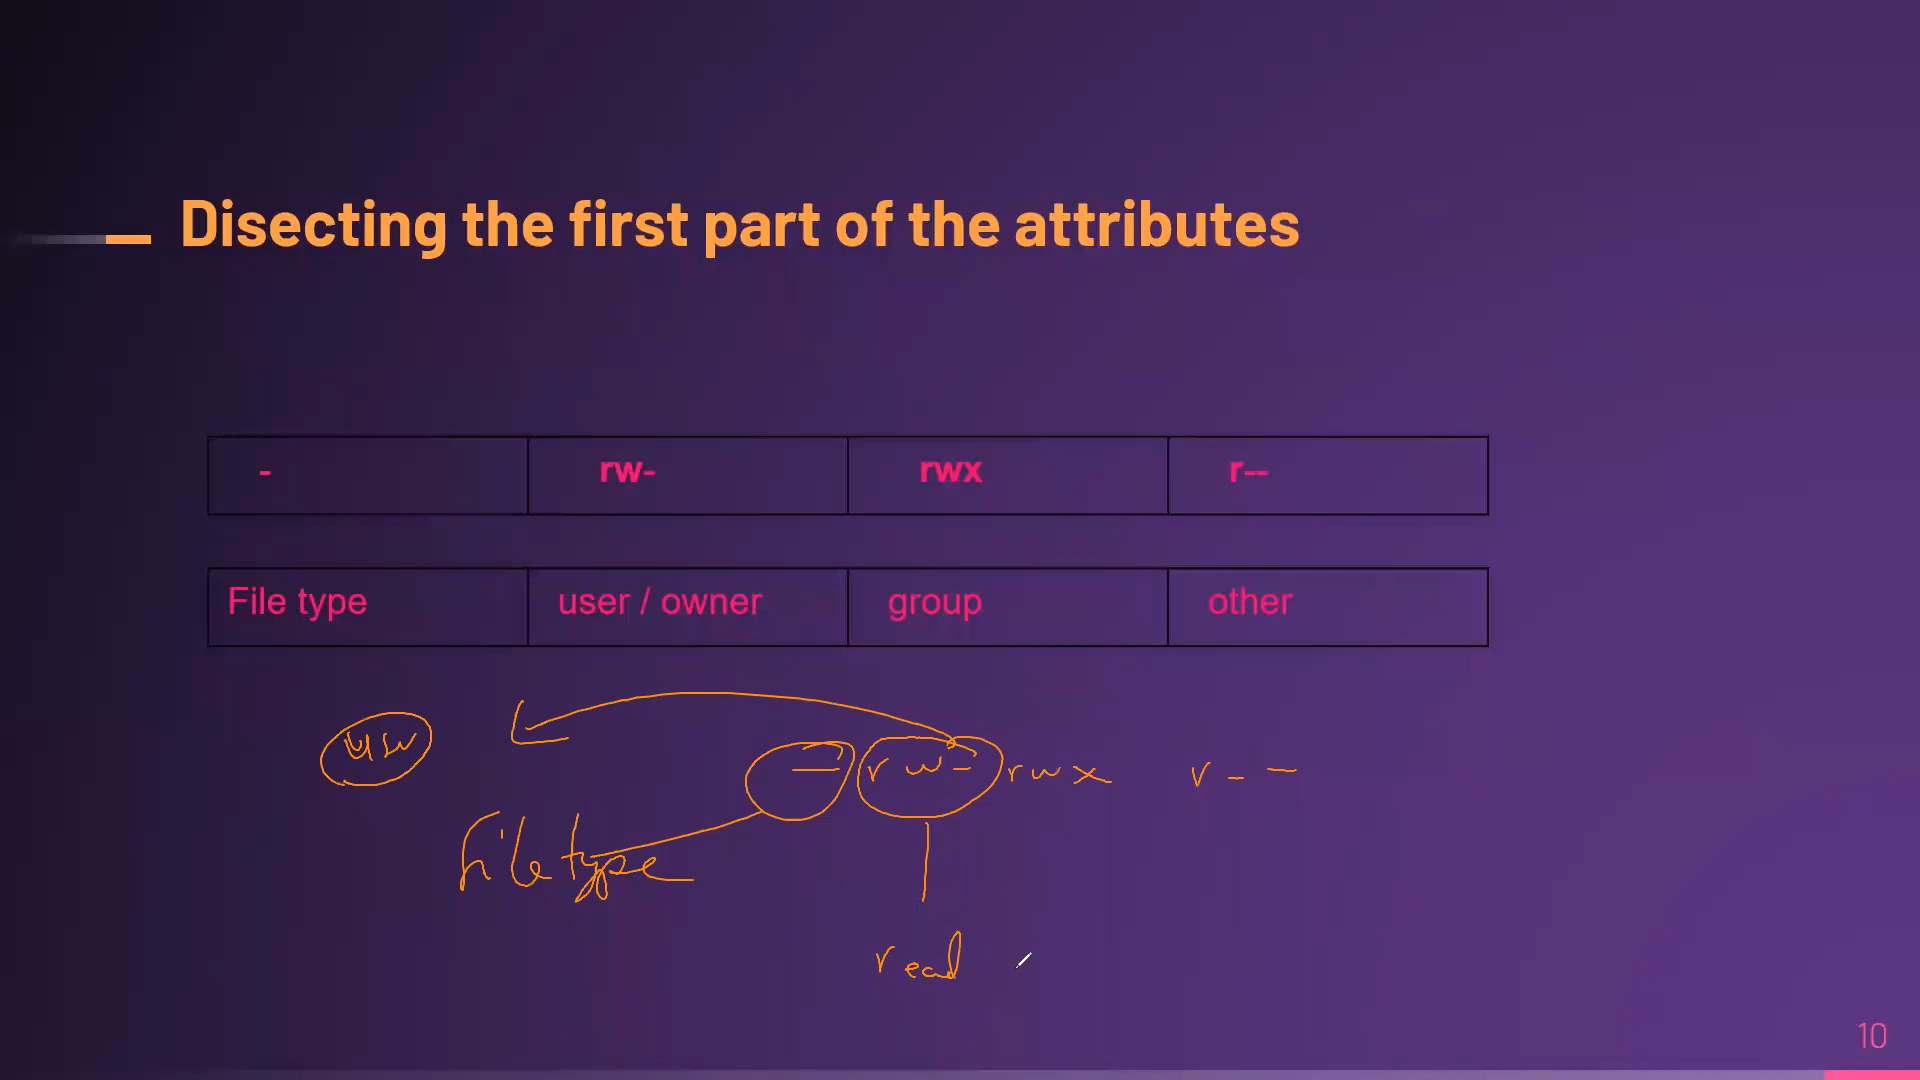 Disecting the first part of the attributes
- rw- rwx r--
File type user / owner group other
- rw- rwx r--
File type
read
10